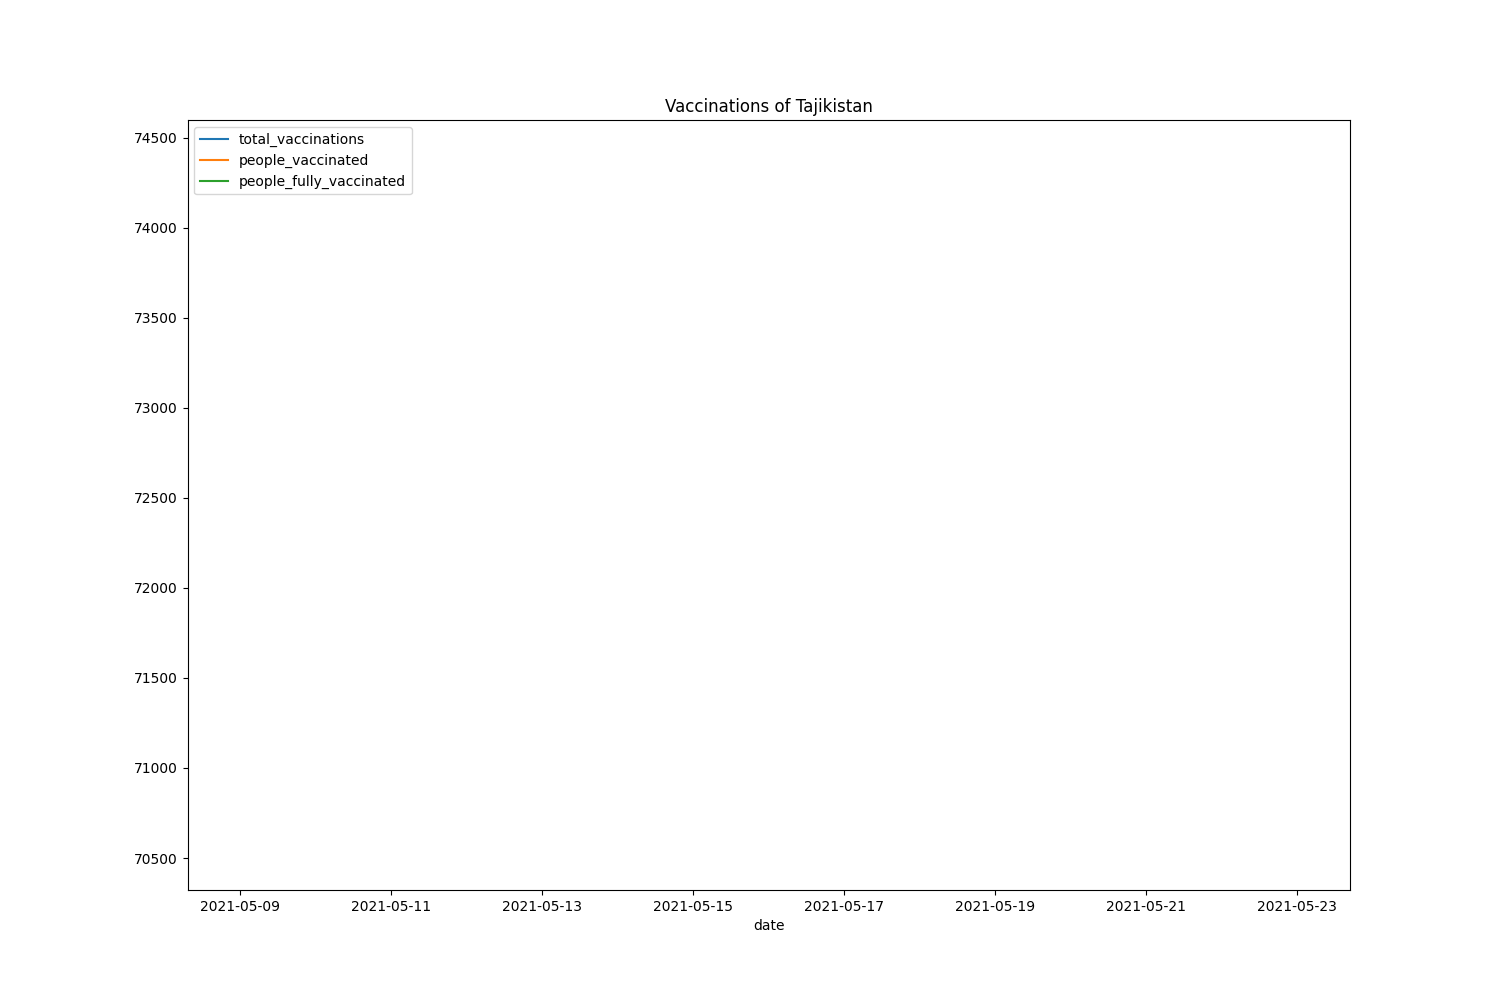 Vaccinations of Tajikistan
total_vaccinations
people_vaccinated
people_fully_vaccinated
74500
74000
73500
73000
72500
72000
71500
71000
70500
2021-05-09 2021-05-11 2021-05-13 2021-05-15 2021-05-17 2021-05-19 2021-05-21 2021-05-23
date